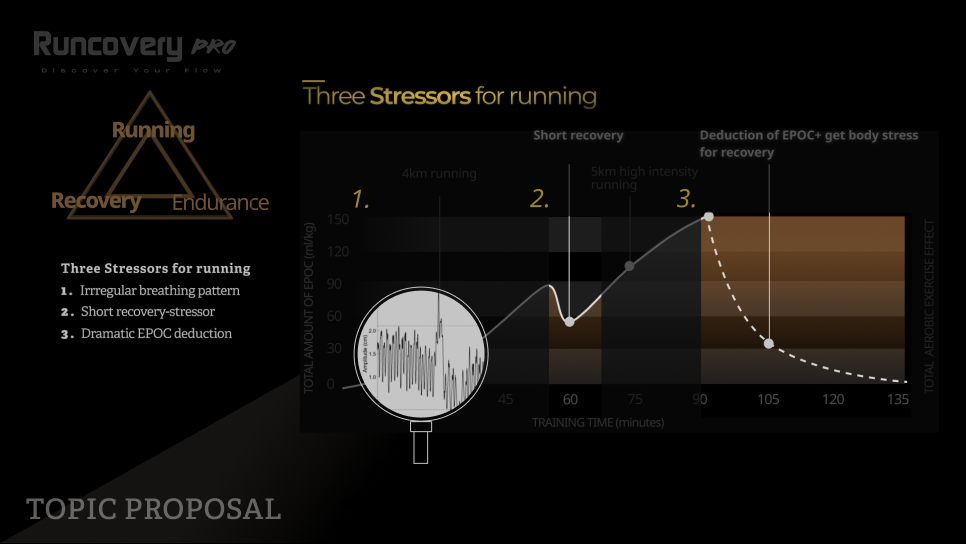 Runcovery PRO
Discover Your Flow
Running
Recovery
Endurance
Three Stressors for running
1. Irrregular breathing pattern
2. Short recovery-stressor
3. Dramatic EPOC deduction
TOPIC PROPOSAL
Three Stressors for running
Short recovery
Deduction of EPOC+ get body stress
for recovery
4km running
5km high intensity
running
1.
2.
3.
TOTAL AMOUNT OF EPOC (ml/kg)
150
120
90
60
30
0
Amplitude (cm)
2.0
1.5
1.0
45
60
75
90
105
120
135
TRAINING TIME (minutes)
TOTAL AEROBIC EXERCISE EFFECT